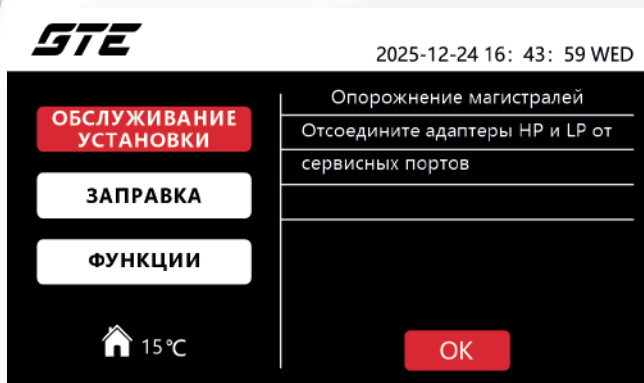 GTE
2025-12-24 16: 43: 59 WED
ОБСЛУЖИВАНИЕ
УСТАНОВКИ
ЗАПРАВКА
ФУНКЦИИ
15°C
Опорожнение магистралей
Отсоедините адаптеры HP и LP от
сервисных портов
OK